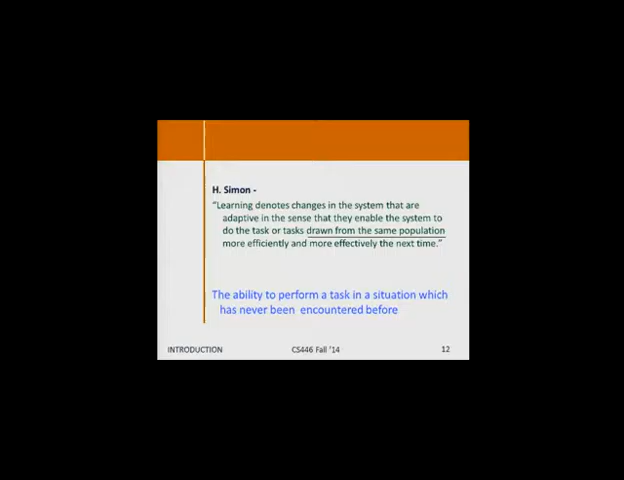 H. Simon -
“Learning denotes changes in the system that are
adaptive in the sense that they enable the system to
do the task or tasks drawn from the same population
more efficiently and more effectively the next time.”
The ability to perform a task in a situation which
has never been encountered before
INTRODUCTION CS446 Fall ’14 12